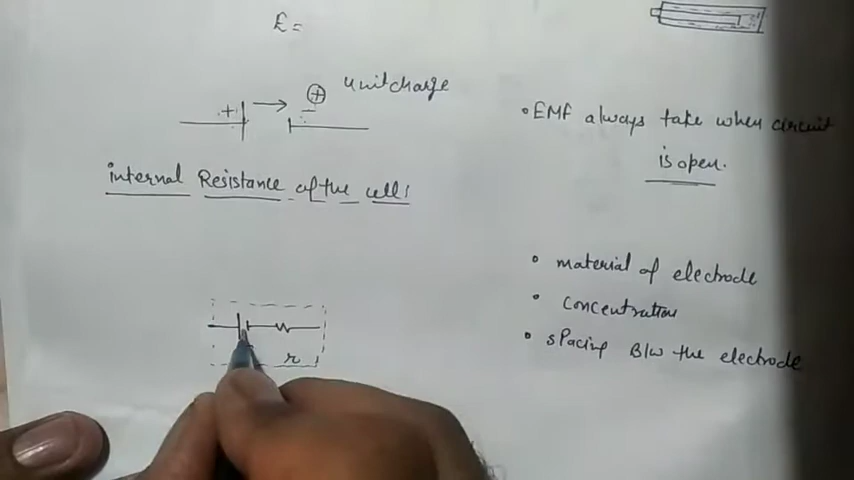 E =
+ → ⊕ unit charge
−
internal Resistance of the cell:
r
• EMF always take when circuit
is open.
• material of electrode
• concentration
• sPacing B/w the electrode